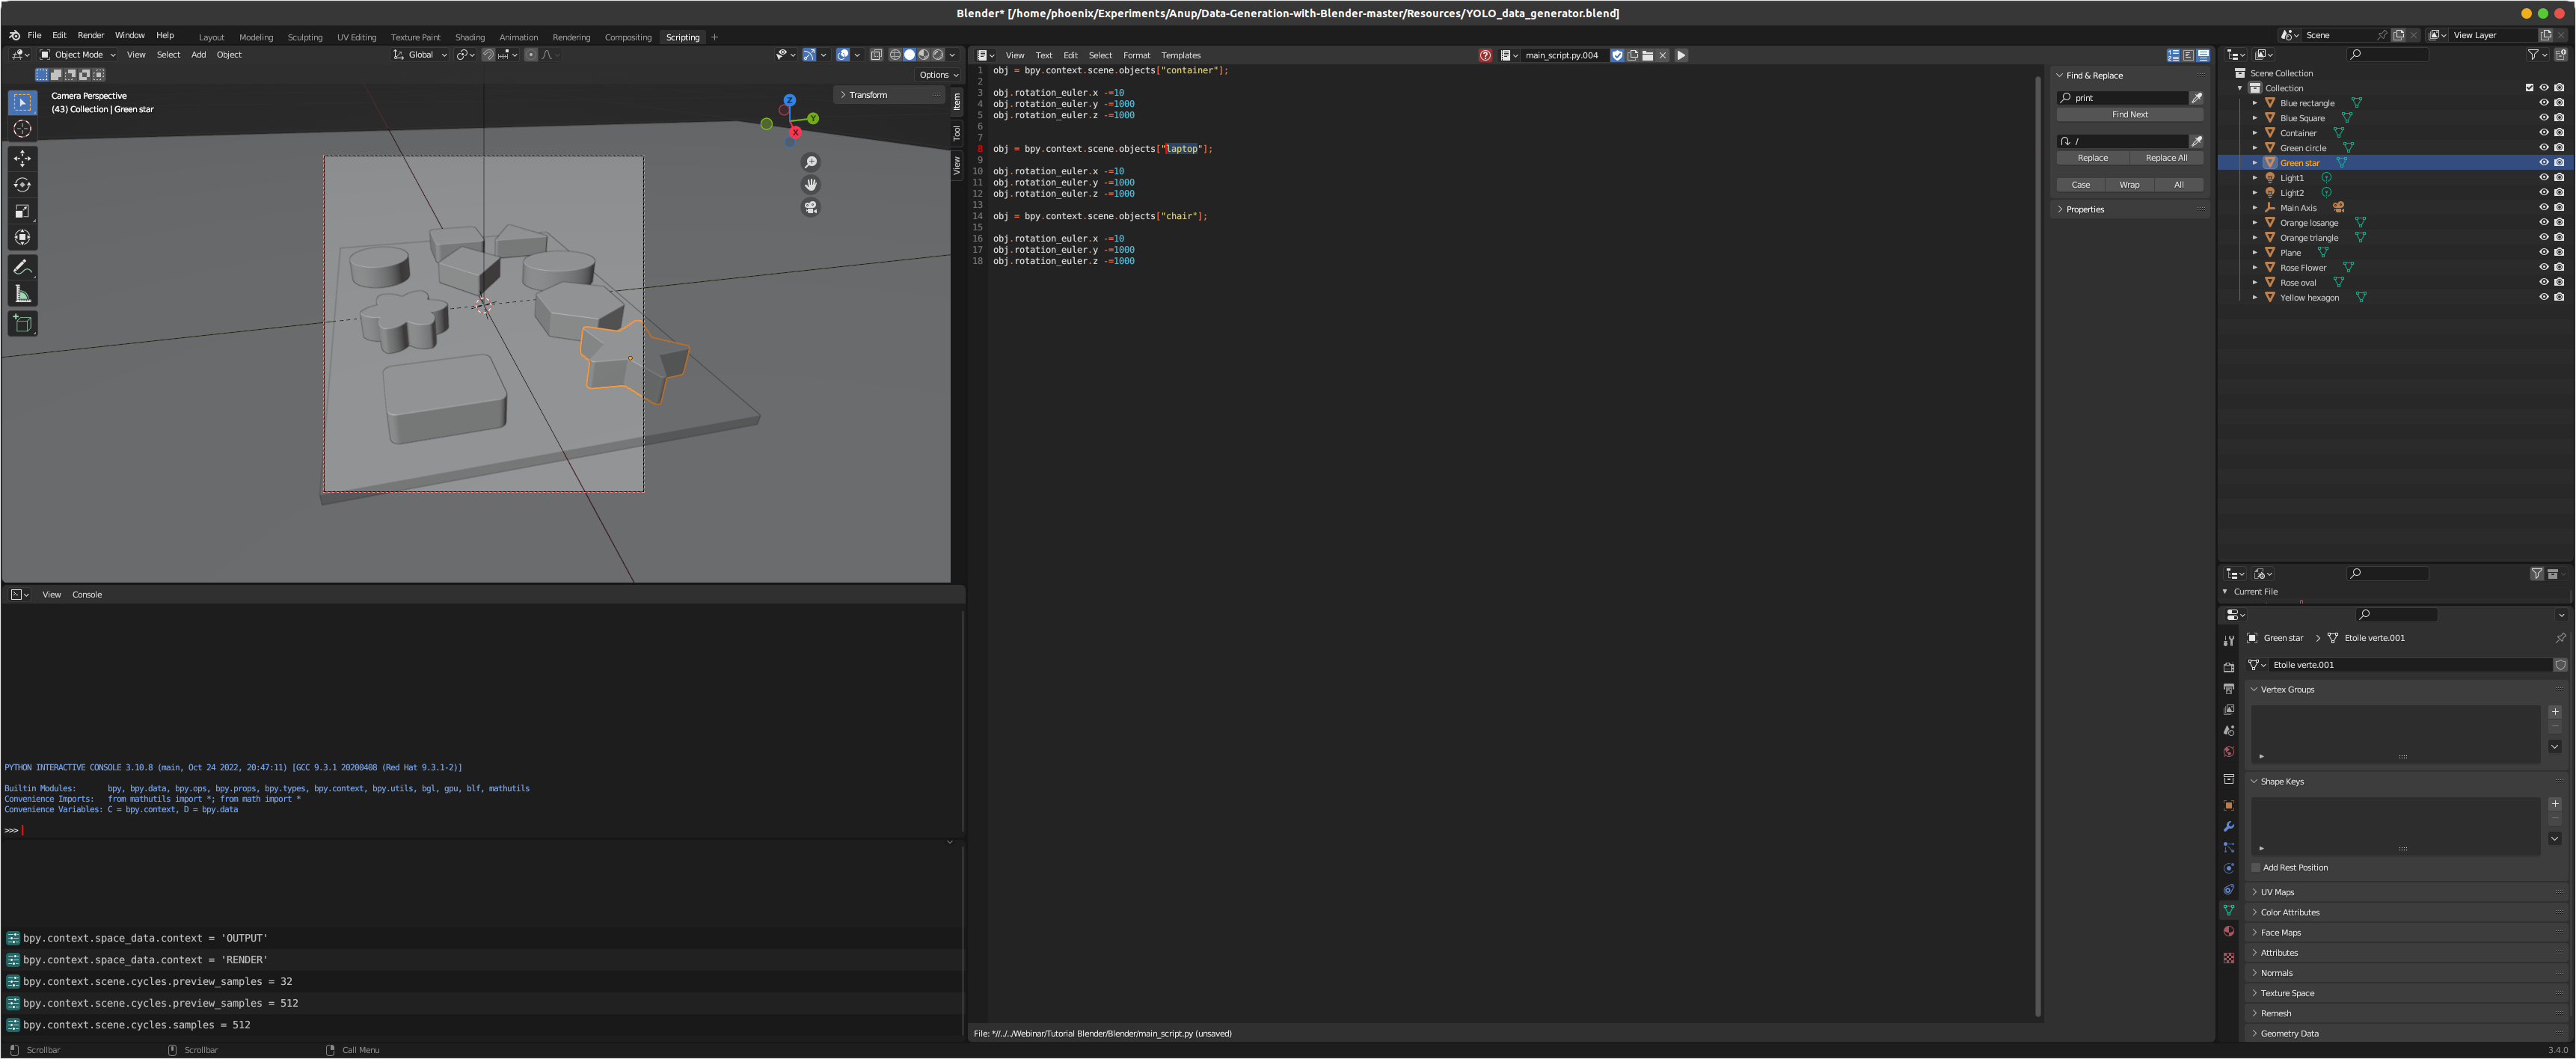 Blender* [/home/phoenix/Experiments/Anup/Data-Generation-with-Blender-master/Resources/YOLO_data_generator.blend]
File Edit Render Window Help Layout Modeling Sculpting UV Editing Texture Paint Shading Animation Rendering Compositing Scripting +
Scene
View Layer
Object Mode View Select Add Object Global
Options
Camera Perspective
(43) Collection | Green star
Transform
Item
Tool
View
Z
Y
X
View Console
PYTHON INTERACTIVE CONSOLE 3.10.8 (main, Oct 24 2022, 20:47:11) [GCC 9.3.1 20200408 (Red Hat 9.3.1-2)]
Builtin Modules: bpy, bpy.data, bpy.ops, bpy.props, bpy.types, bpy.context, bpy.utils, bgl, gpu, blf, mathutils
Convenience Imports: from mathutils import *; from math import *
Convenience Variables: C = bpy.context, D = bpy.data
>>>
bpy.context.space_data.context = 'OUTPUT'
bpy.context.space_data.context = 'RENDER'
bpy.context.scene.cycles.preview_samples = 32
bpy.context.scene.cycles.preview_samples = 512
bpy.context.scene.cycles.samples = 512
View Text Edit Select Format Templates main_script.py.004
1 obj = bpy.context.scene.objects["container"];
2
3 obj.rotation_euler.x -=10
4 obj.rotation_euler.y -=1000
5 obj.rotation_euler.z -=1000
6
7
8 obj = bpy.context.scene.objects["laptop"];
9
10 obj.rotation_euler.x -=10
11 obj.rotation_euler.y -=1000
12 obj.rotation_euler.z -=1000
13
14 obj = bpy.context.scene.objects["chair"];
15
16 obj.rotation_euler.x -=10
17 obj.rotation_euler.y -=1000
18 obj.rotation_euler.z -=1000
Find & Replace
print
Find Next
/
Replace Replace All
Case Wrap All
Properties
File: *//../../Webinar/Tutorial Blender/Blender/main_script.py (unsaved)
Scene Collection
Collection
Blue rectangle
Blue Square
Container
Green circle
Green star
Light1
Light2
Main Axis
Orange losange
Orange triangle
Plane
Rose Flower
Rose oval
Yellow hexagon
Current File
Green star > Etoile verte.001
Etoile verte.001
Vertex Groups
Shape Keys
Add Rest Position
UV Maps
Color Attributes
Face Maps
Attributes
Normals
Texture Space
Remesh
Geometry Data
Scrollbar Scrollbar Call Menu
3.4.0